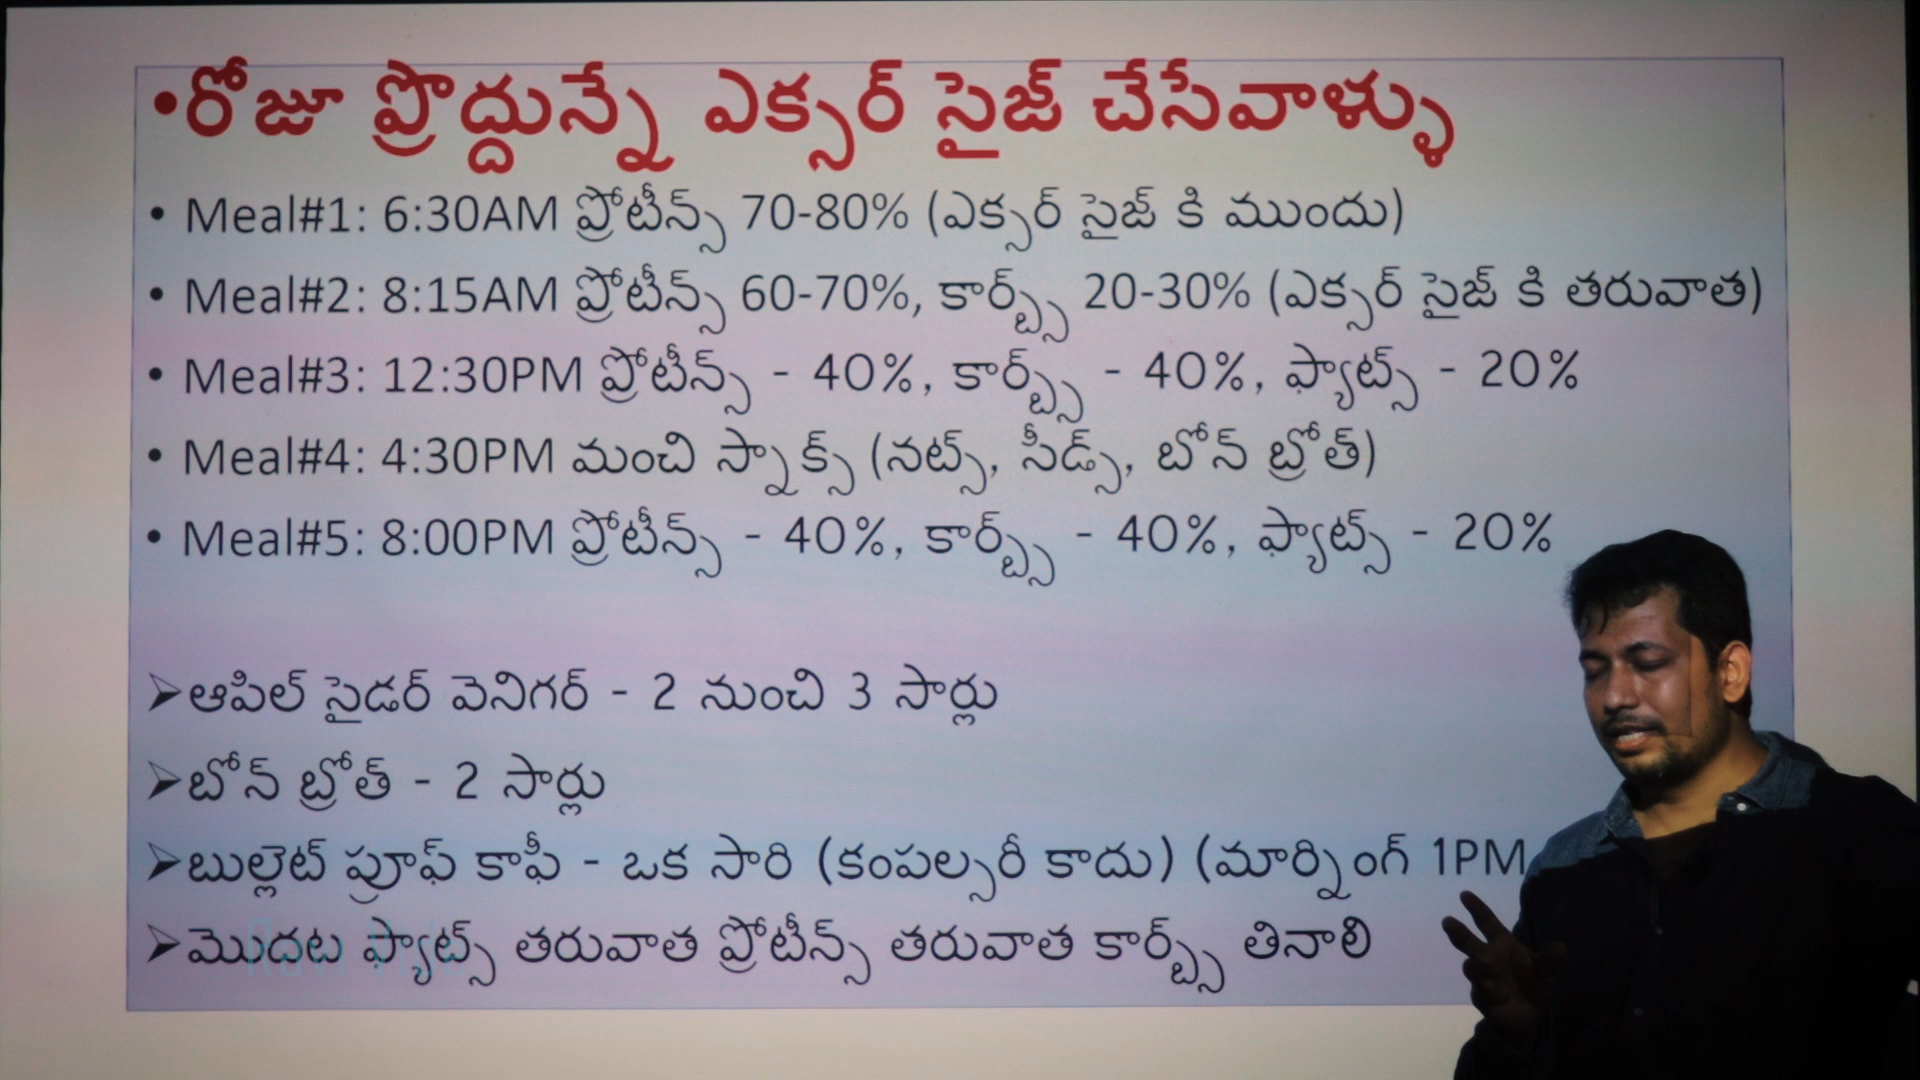 •రోజూ ప్రొద్దున్నే ఎక్సర్ సైజ్ చేసేవాళ్ళు
• Meal#1: 6:30AM ప్రోటీన్స్ 70-80% (ఎక్సర్ సైజ్ కి ముందు)
• Meal#2: 8:15AM ప్రోటీన్స్ 60-70%, కార్బ్స్ 20-30% (ఎక్సర్ సైజ్ కి తరువాత)
• Meal#3: 12:30PM ప్రోటీన్స్ - 40%, కార్బ్స్ - 40%, ఫ్యాట్స్ - 20%
• Meal#4: 4:30PM మంచి స్నాక్స్ (నట్స్, సీడ్స్, బోన్ బ్రోత్)
• Meal#5: 8:00PM ప్రోటీన్స్ - 40%, కార్బ్స్ - 40%, ఫ్యాట్స్ - 20%
➢ఆపిల్ సైడర్ వెనిగర్ - 2 నుంచి 3 సార్లు
➢బోన్ బ్రోత్ - 2 సార్లు
➢బుల్లెట్ ప్రూఫ్ కాఫీ - ఒక సారి (కంపల్సరీ కాదు) (మార్నింగ్ 1PM
➢మొదట ఫ్యాట్స్ తరువాత ప్రోటీన్స్ తరువాత కార్బ్స్ తినాలి